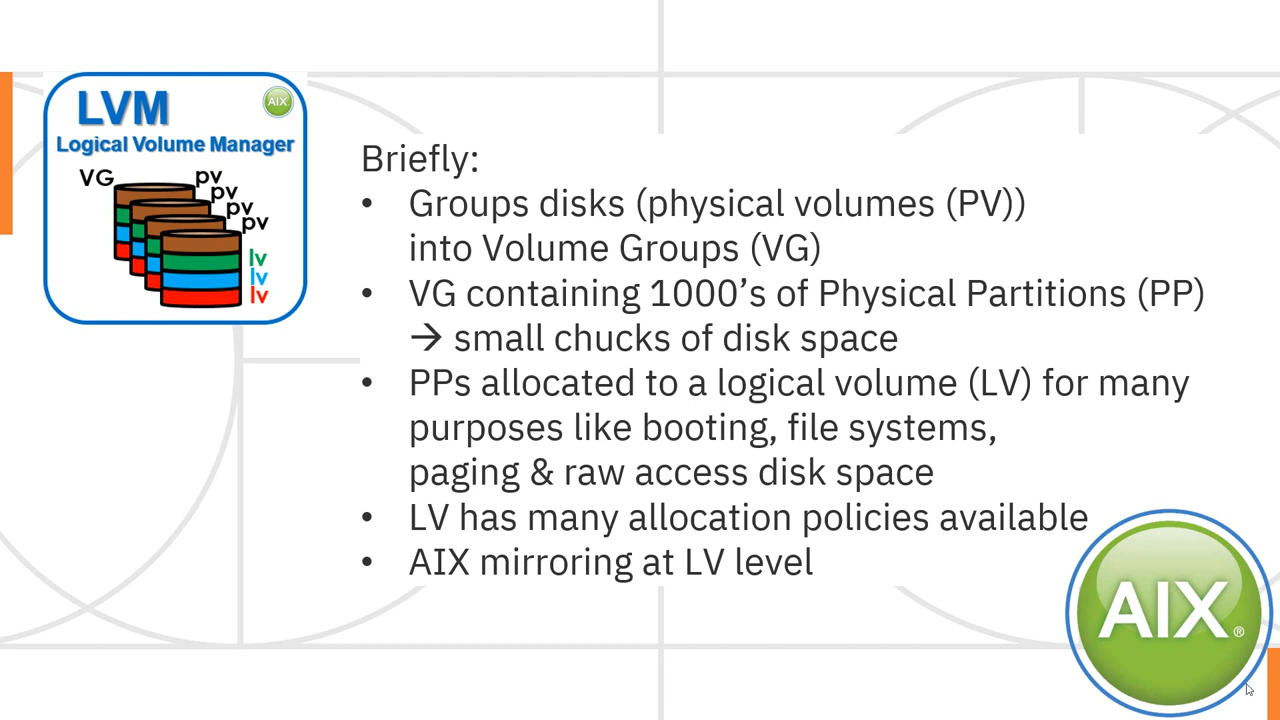 LVM
AIX
Logical Volume Manager
VG
pv
pv
pv
pv
lv
lv
lv
Briefly:
• Groups disks (physical volumes (PV))
into Volume Groups (VG)
• VG containing 1000’s of Physical Partitions (PP)
→ small chucks of disk space
• PPs allocated to a logical volume (LV) for many
purposes like booting, file systems,
paging & raw access disk space
• LV has many allocation policies available
• AIX mirroring at LV level
AIX®